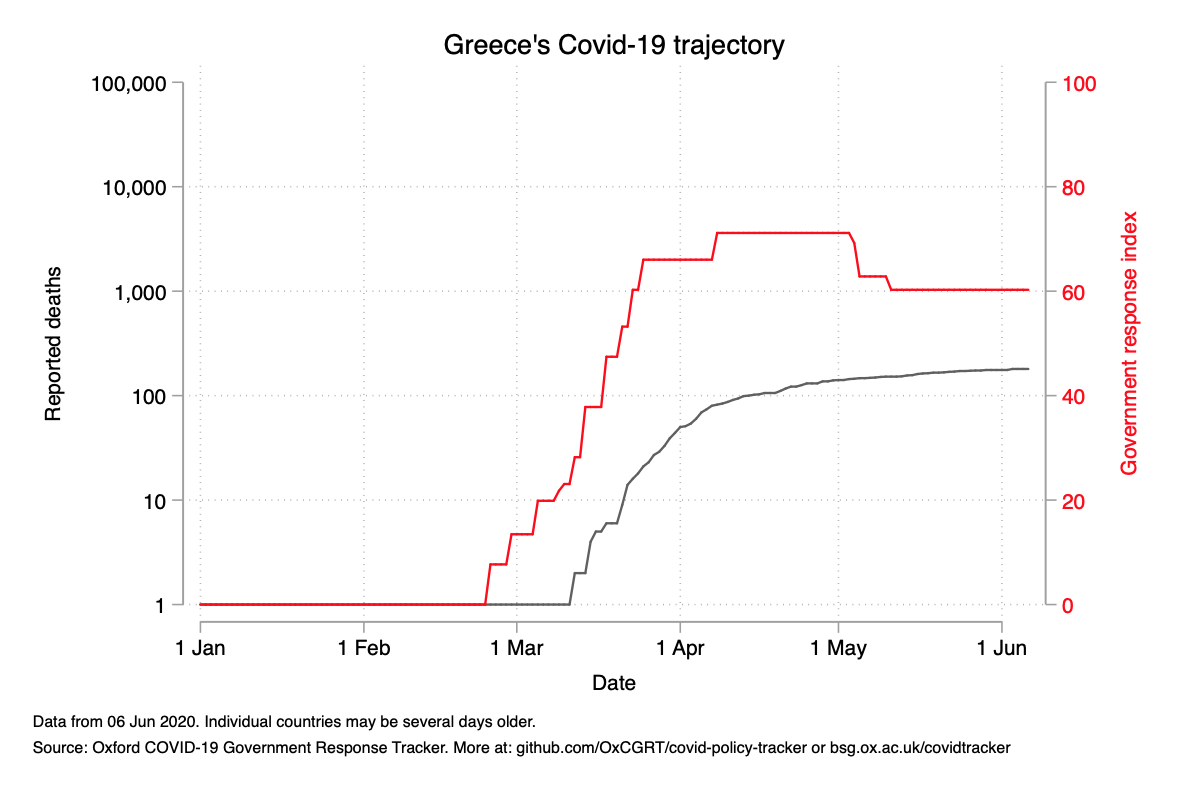 Greece's Covid-19 trajectory
100,000
10,000
1,000
100
10
1
Reported deaths
100
80
60
40
20
0
Government response index
1 Jan
1 Feb
1 Mar
1 Apr
1 May
1 Jun
Date
Data from 06 Jun 2020. Individual countries may be several days older.
Source: Oxford COVID-19 Government Response Tracker. More at: github.com/OxCGRT/covid-policy-tracker or bsg.ox.ac.uk/covidtracker